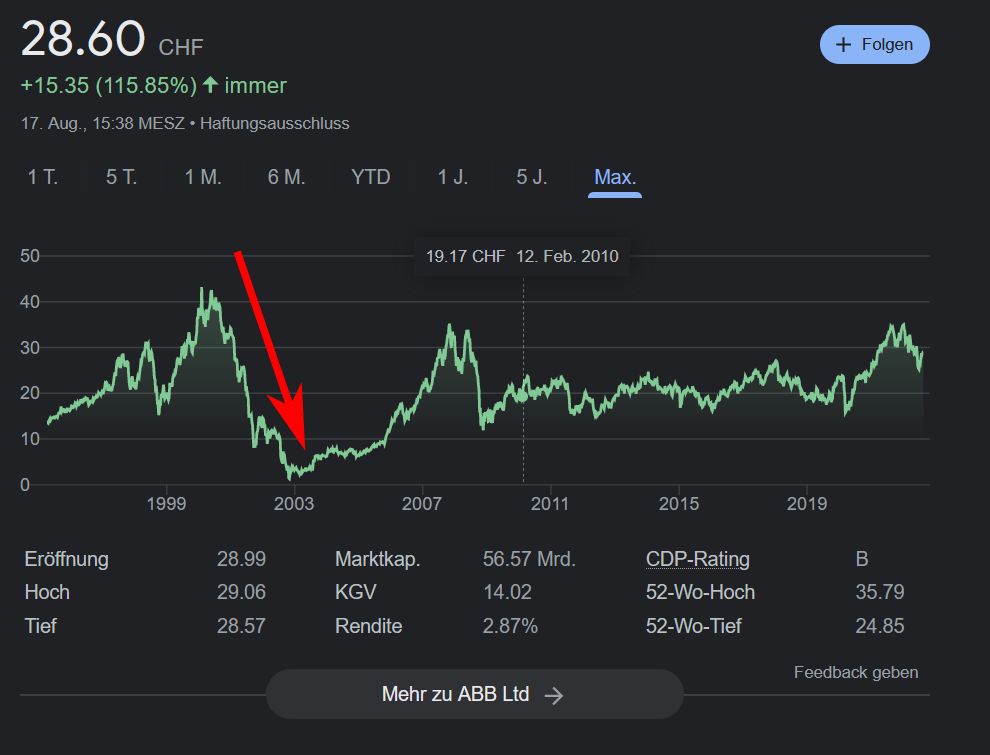 28.60 CHF
+ Folgen
+15.35 (115.85%) ↑ immer
17. Aug., 15:38 MESZ • Haftungsausschluss
1 T. 5 T. 1 M. 6 M. YTD 1 J. 5 J. Max.
19.17 CHF 12. Feb. 2010
50
40
30
20
10
0
1999 2003 2007 2011 2015 2019
Eröffnung 28.99 Marktkap. 56.57 Mrd. CDP-Rating B
Hoch 29.06 KGV 14.02 52-Wo-Hoch 35.79
Tief 28.57 Rendite 2.87% 52-Wo-Tief 24.85
Feedback geben
Mehr zu ABB Ltd →